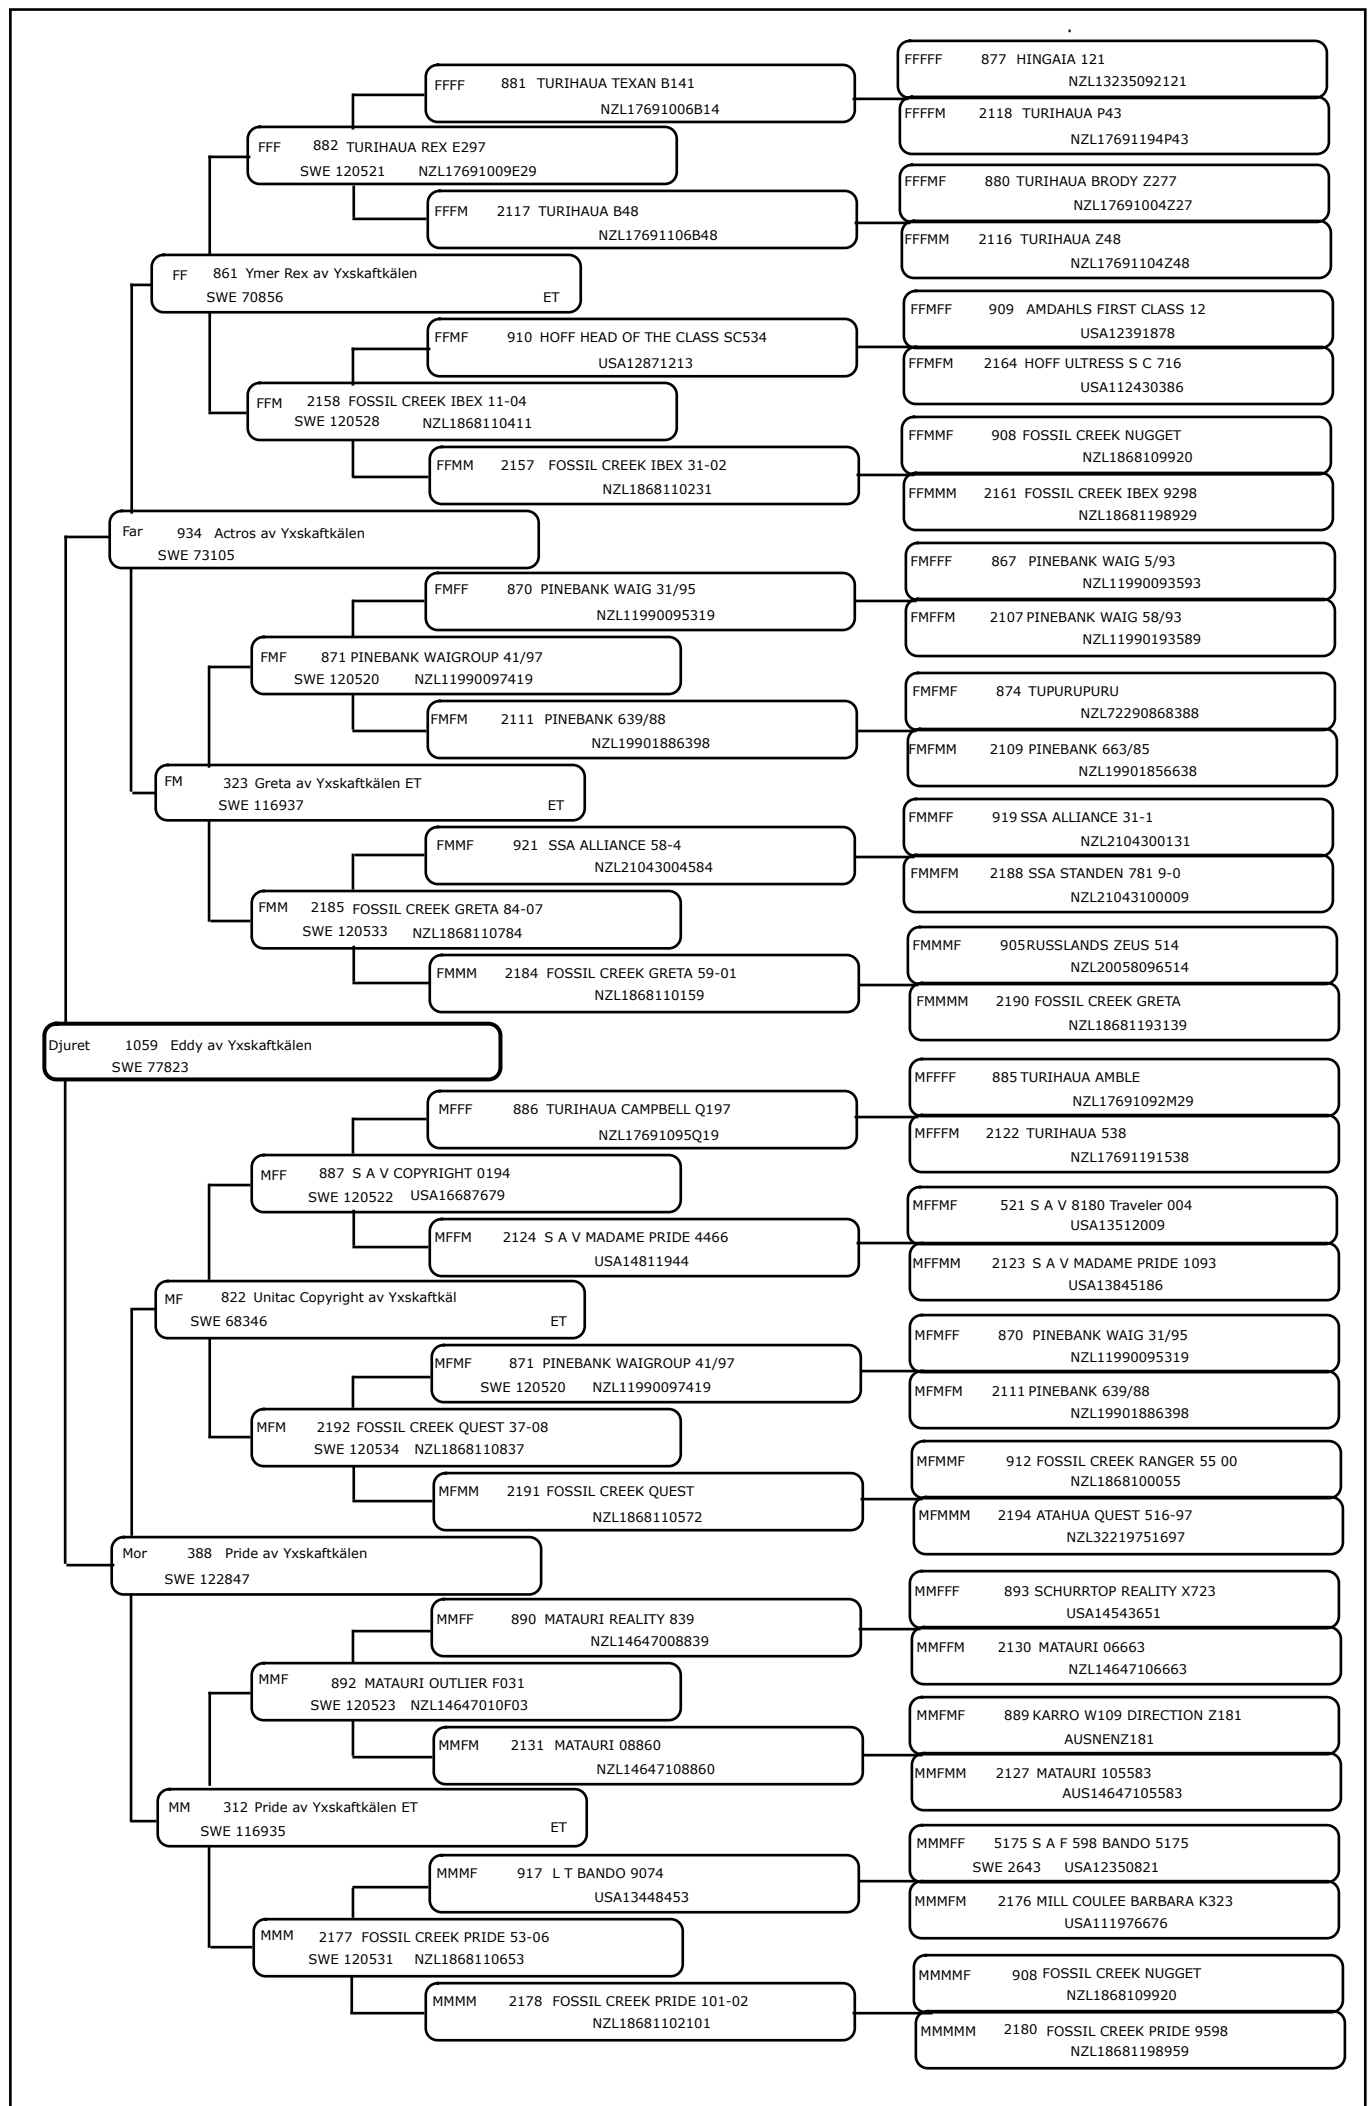 FFFFF 877 HINGAIA 121
NZL13235092121
FFFF 881 TURIHAUA TEXAN B141
NZL17691006B14
FFFFM 2118 TURIHAUA P43
NZL17691194P43
FFF 882 TURIHAUA REX E297
SWE 120521 NZL17691009E29
FFFMF 880 TURIHAUA BRODY Z277
NZL17691004Z27
FFFM 2117 TURIHAUA B48
NZL17691106B48
FFFMM 2116 TURIHAUA Z48
NZL17691104Z48
FF 861 Ymer Rex av Yxskaftkälen
SWE 70856 ET
FFMFF 909 AMDAHLS FIRST CLASS 12
USA12391878
FFMF 910 HOFF HEAD OF THE CLASS SC534
USA12871213
FFMFM 2164 HOFF ULTRESS S C 716
USA112430386
FFM 2158 FOSSIL CREEK IBEX 11-04
SWE 120528 NZL1868110411
FFMMF 908 FOSSIL CREEK NUGGET
NZL1868109920
FFMM 2157 FOSSIL CREEK IBEX 31-02
NZL1868110231
FFMMM 2161 FOSSIL CREEK IBEX 9298
NZL18681198929
Far 934 Actros av Yxskaftkälen
SWE 73105
FMFFF 867 PINEBANK WAIG 5/93
NZL11990093593
FMFF 870 PINEBANK WAIG 31/95
NZL11990095319
FMFFM 2107 PINEBANK WAIG 58/93
NZL11990193589
FMF 871 PINEBANK WAIGROUP 41/97
SWE 120520 NZL11990097419
FMFMF 874 TUPURUPURU
NZL72290868388
FMFM 2111 PINEBANK 639/88
NZL19901886398
FMFMM 2109 PINEBANK 663/85
NZL19901856638
FM 323 Greta av Yxskaftkälen ET
SWE 116937 ET
FMMFF 919 SSA ALLIANCE 31-1
NZL2104300131
FMMF 921 SSA ALLIANCE 58-4
NZL21043004584
FMMFM 2188 SSA STANDEN 781 9-0
NZL21043100009
FMM 2185 FOSSIL CREEK GRETA 84-07
SWE 120533 NZL1868110784
FMMMF 905 RUSSLANDS ZEUS 514
NZL20058096514
FMMM 2184 FOSSIL CREEK GRETA 59-01
NZL1868110159
FMMMM 2190 FOSSIL CREEK GRETA
NZL18681193139
Djuret 1059 Eddy av Yxskaftkälen
SWE 77823
MFFFF 885 TURIHAUA AMBLE
NZL17691092M29
MFFF 886 TURIHAUA CAMPBELL Q197
NZL17691095Q19
MFFFM 2122 TURIHAUA 538
NZL17691191538
MFF 887 S A V COPYRIGHT 0194
SWE 120522 USA16687679
MFFMF 521 S A V 8180 Traveler 004
USA13512009
MFFM 2124 S A V MADAME PRIDE 4466
USA14811944
MFFMM 2123 S A V MADAME PRIDE 1093
USA13845186
MF 822 Unitac Copyright av Yxskaftkäl
SWE 68346 ET
MFMFF 870 PINEBANK WAIG 31/95
NZL11990095319
MFMF 871 PINEBANK WAIGROUP 41/97
SWE 120520 NZL11990097419
MFMFM 2111 PINEBANK 639/88
NZL19901886398
MFM 2192 FOSSIL CREEK QUEST 37-08
SWE 120534 NZL1868110837
MFMMF 912 FOSSIL CREEK RANGER 55 00
NZL1868100055
MFMM 2191 FOSSIL CREEK QUEST
NZL1868110572
MFMMM 2194 ATAHUA QUEST 516-97
NZL32219751697
Mor 388 Pride av Yxskaftkälen
SWE 122847
MMFFF 893 SCHURRTOP REALITY X723
USA14543651
MMFF 890 MATAURI REALITY 839
NZL14647008839
MMFFM 2130 MATAURI 06663
NZL14647106663
MMF 892 MATAURI OUTLIER F031
SWE 120523 NZL14647010F03
MMFMF 889 KARRO W109 DIRECTION Z181
AUSNENZ181
MMFM 2131 MATAURI 08860
NZL14647108860
MMFMM 2127 MATAURI 105583
AUS14647105583
MM 312 Pride av Yxskaftkälen ET
SWE 116935 ET
MMMFF 5175 S A F 598 BANDO 5175
SWE 2643 USA12350821
MMMF 917 L T BANDO 9074
USA13448453
MMMFM 2176 MILL COULEE BARBARA K323
USA111976676
MMM 2177 FOSSIL CREEK PRIDE 53-06
SWE 120531 NZL1868110653
MMMMF 908 FOSSIL CREEK NUGGET
NZL1868109920
MMMM 2178 FOSSIL CREEK PRIDE 101-02
NZL18681102101
MMMMM 2180 FOSSIL CREEK PRIDE 9598
NZL18681198959